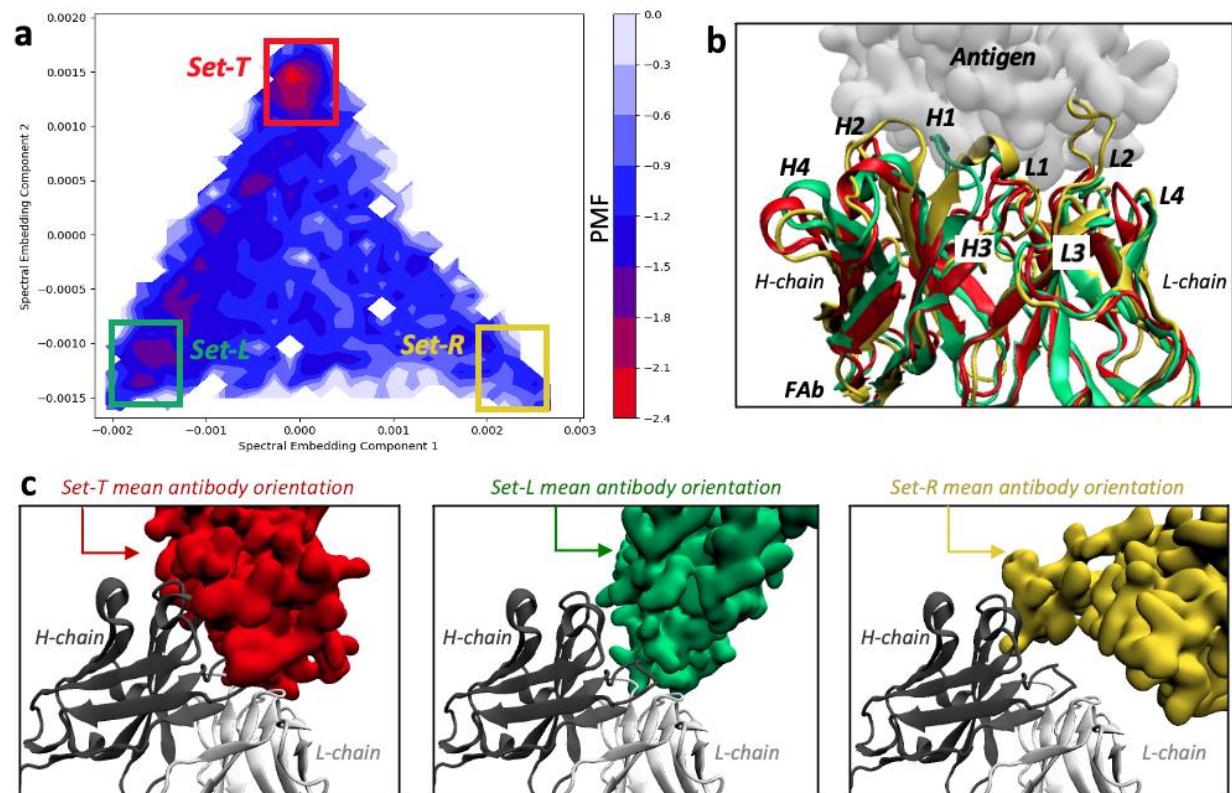 a
0.0020
0.0015
0.0010
0.0005
0.0000
−0.0005
−0.0010
−0.0015
Spectral Embedding Component 2
−0.002
−0.001
0.000
0.001
0.002
0.003
Spectral Embedding Component 1
Set-T
Set-L
Set-R
0.0
−0.3
−0.6
−0.9
−1.2
−1.5
−1.8
−2.1
−2.4
PMF
b
Antigen
H2
H1
H4
L1
L2
L4
H3
L3
H-chain
L-chain
FAb
c
Set-T mean antibody orientation
H-chain
L-chain
Set-L mean antibody orientation
H-chain
L-chain
Set-R mean antibody orientation
H-chain
L-chain